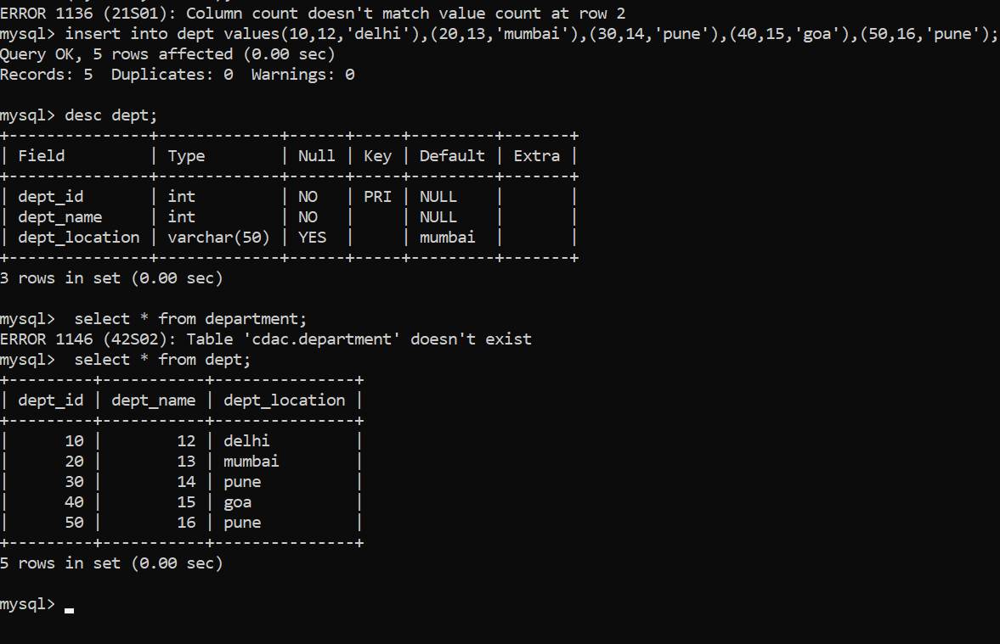 ERROR 1136 (21S01): Column count doesn't match value count at row 2
mysql> insert into dept values(10,12,'delhi'),(20,13,'mumbai'),(30,14,'pune'),(40,15,'goa'),(50,16,'pune');
Query OK, 5 rows affected (0.00 sec)
Records: 5  Duplicates: 0  Warnings: 0

mysql> desc dept;
+---------------+-------------+------+-----+---------+-------+
| Field         | Type        | Null | Key | Default | Extra |
+---------------+-------------+------+-----+---------+-------+
| dept_id       | int         | NO   | PRI | NULL    |       |
| dept_name     | int         | NO   |     | NULL    |       |
| dept_location | varchar(50) | YES  |     | mumbai  |       |
+---------------+-------------+------+-----+---------+-------+
3 rows in set (0.00 sec)

mysql>  select * from department;
ERROR 1146 (42S02): Table 'cdac.department' doesn't exist
mysql>  select * from dept;
+---------+-----------+---------------+
| dept_id | dept_name | dept_location |
+---------+-----------+---------------+
|      10 |        12 | delhi         |
|      20 |        13 | mumbai        |
|      30 |        14 | pune          |
|      40 |        15 | goa           |
|      50 |        16 | pune          |
+---------+-----------+---------------+
5 rows in set (0.00 sec)

mysql>